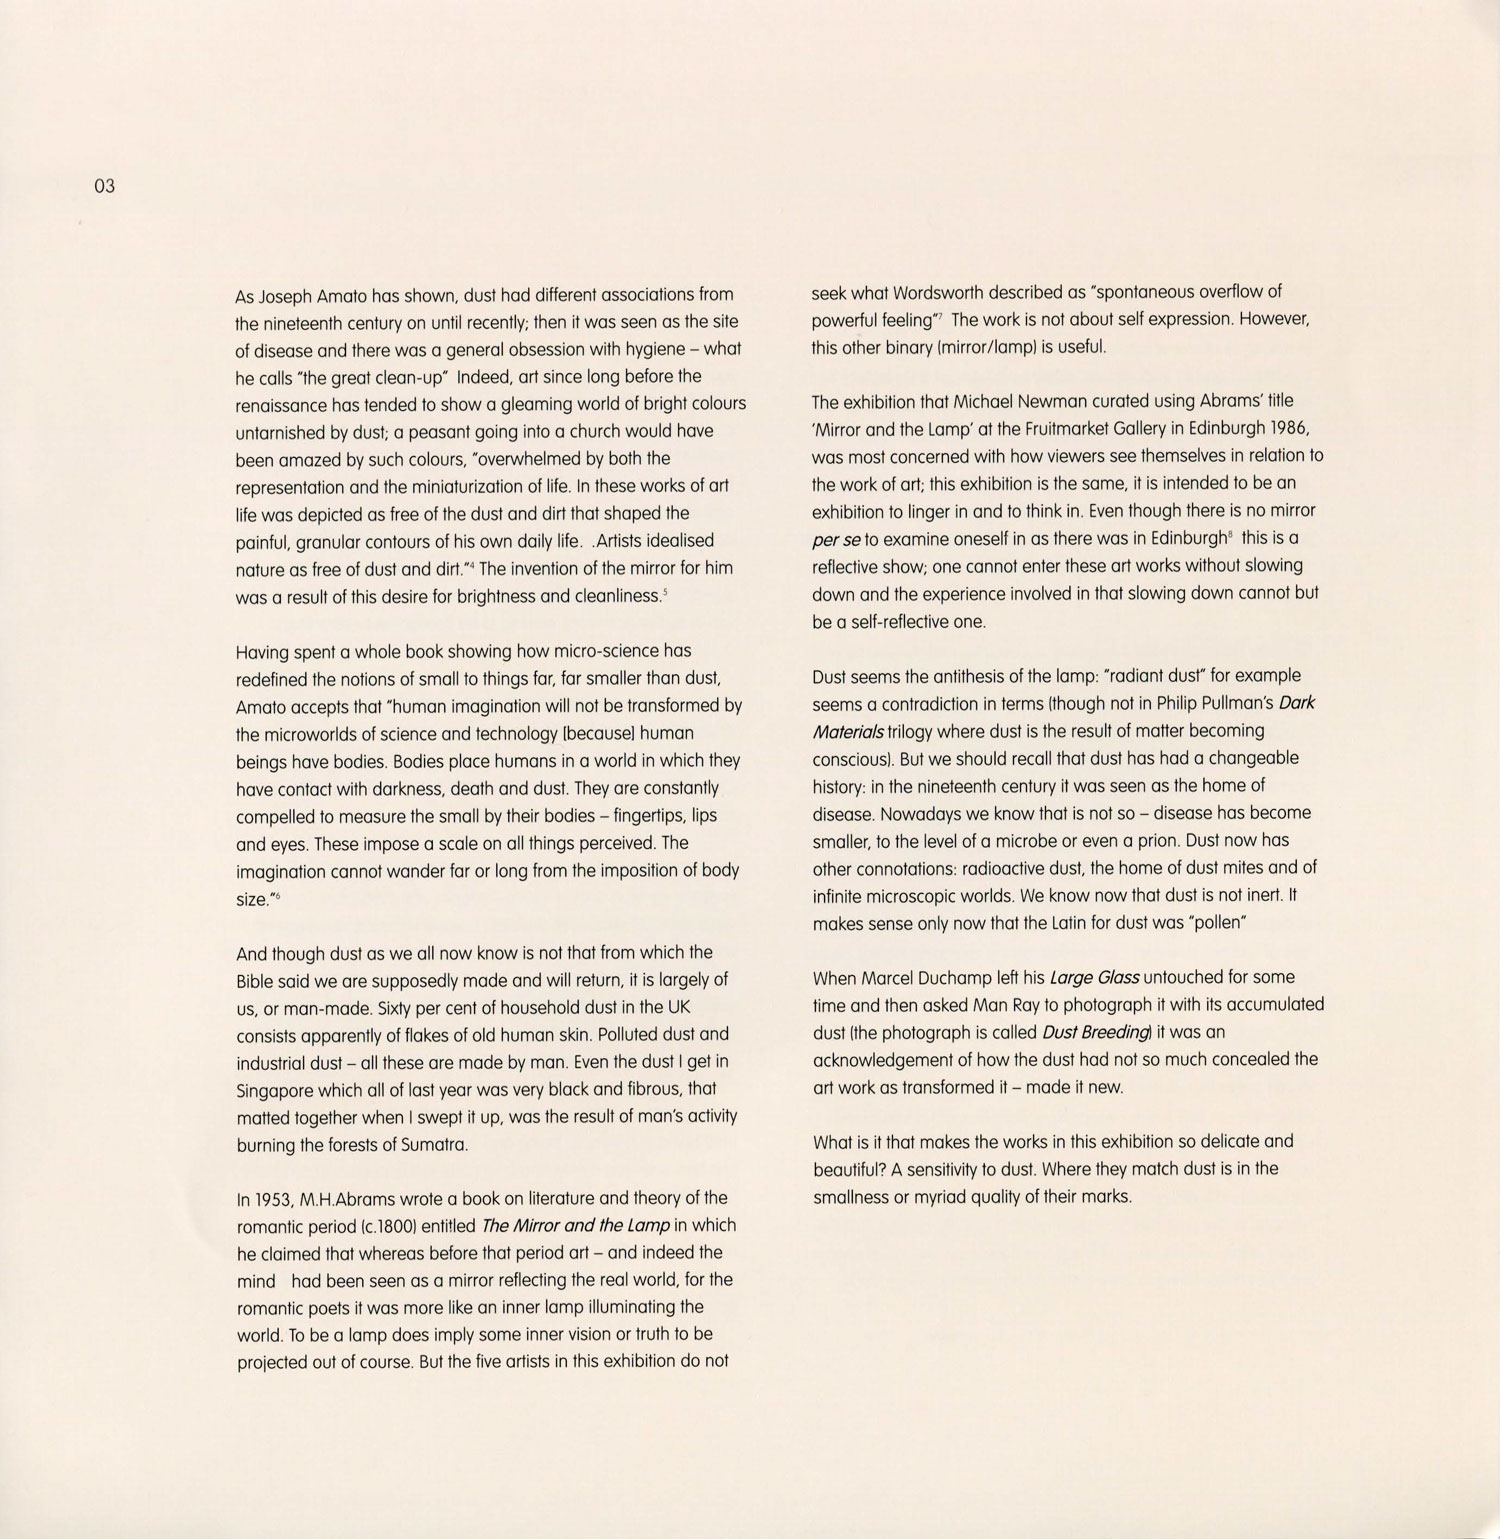 03
As Joseph Amato has shown, dust had different associations from
the nineteenth century on until recently; then it was seen as the site
of disease and there was a general obsession with hygiene – what
he calls "the great clean-up"  Indeed, art since long before the
renaissance has tended to show a gleaming world of bright colours
untarnished by dust; a peasant going into a church would have
been amazed by such colours, "overwhelmed by both the
representation and the miniaturization of life. In these works of art
life was depicted as free of the dust and dirt that shaped the
painful, granular contours of his own daily life.  .Artists idealised
nature as free of dust and dirt."⁴ The invention of the mirror for him
was a result of this desire for brightness and cleanliness.⁵
Having spent a whole book showing how micro-science has
redefined the notions of small to things far, far smaller than dust,
Amato accepts that "human imagination will not be transformed by
the microworlds of science and technology [because] human
beings have bodies. Bodies place humans in a world in which they
have contact with darkness, death and dust. They are constantly
compelled to measure the small by their bodies – fingertips, lips
and eyes. These impose a scale on all things perceived. The
imagination cannot wander far or long from the imposition of body
size."⁶
And though dust as we all now know is not that from which the
Bible said we are supposedly made and will return, it is largely of
us, or man-made. Sixty per cent of household dust in the UK
consists apparently of flakes of old human skin. Polluted dust and
industrial dust – all these are made by man. Even the dust I get in
Singapore which all of last year was very black and fibrous, that
matted together when I swept it up, was the result of man's activity
burning the forests of Sumatra.
In 1953, M.H.Abrams wrote a book on literature and theory of the
romantic period (c.1800) entitled The Mirror and the Lamp in which
he claimed that whereas before that period art – and indeed the
mind   had been seen as a mirror reflecting the real world, for the
romantic poets it was more like an inner lamp illuminating the
world. To be a lamp does imply some inner vision or truth to be
projected out of course. But the five artists in this exhibition do not
seek what Wordsworth described as "spontaneous overflow of
powerful feeling"⁷  The work is not about self expression. However,
this other binary (mirror/lamp) is useful.
The exhibition that Michael Newman curated using Abrams' title
'Mirror and the Lamp' at the Fruitmarket Gallery in Edinburgh 1986,
was most concerned with how viewers see themselves in relation to
the work of art; this exhibition is the same, it is intended to be an
exhibition to linger in and to think in. Even though there is no mirror
per se to examine oneself in as there was in Edinburgh⁸  this is a
reflective show; one cannot enter these art works without slowing
down and the experience involved in that slowing down cannot but
be a self-reflective one.
Dust seems the antithesis of the lamp: "radiant dust" for example
seems a contradiction in terms (though not in Philip Pullman's Dark
Materials trilogy where dust is the result of matter becoming
conscious). But we should recall that dust has had a changeable
history: in the nineteenth century it was seen as the home of
disease. Nowadays we know that is not so – disease has become
smaller, to the level of a microbe or even a prion. Dust now has
other connotations: radioactive dust, the home of dust mites and of
infinite microscopic worlds. We know now that dust is not inert. It
makes sense only now that the Latin for dust was "pollen"
When Marcel Duchamp left his Large Glass untouched for some
time and then asked Man Ray to photograph it with its accumulated
dust (the photograph is called Dust Breeding) it was an
acknowledgement of how the dust had not so much concealed the
art work as transformed it – made it new.
What is it that makes the works in this exhibition so delicate and
beautiful? A sensitivity to dust. Where they match dust is in the
smallness or myriad quality of their marks.